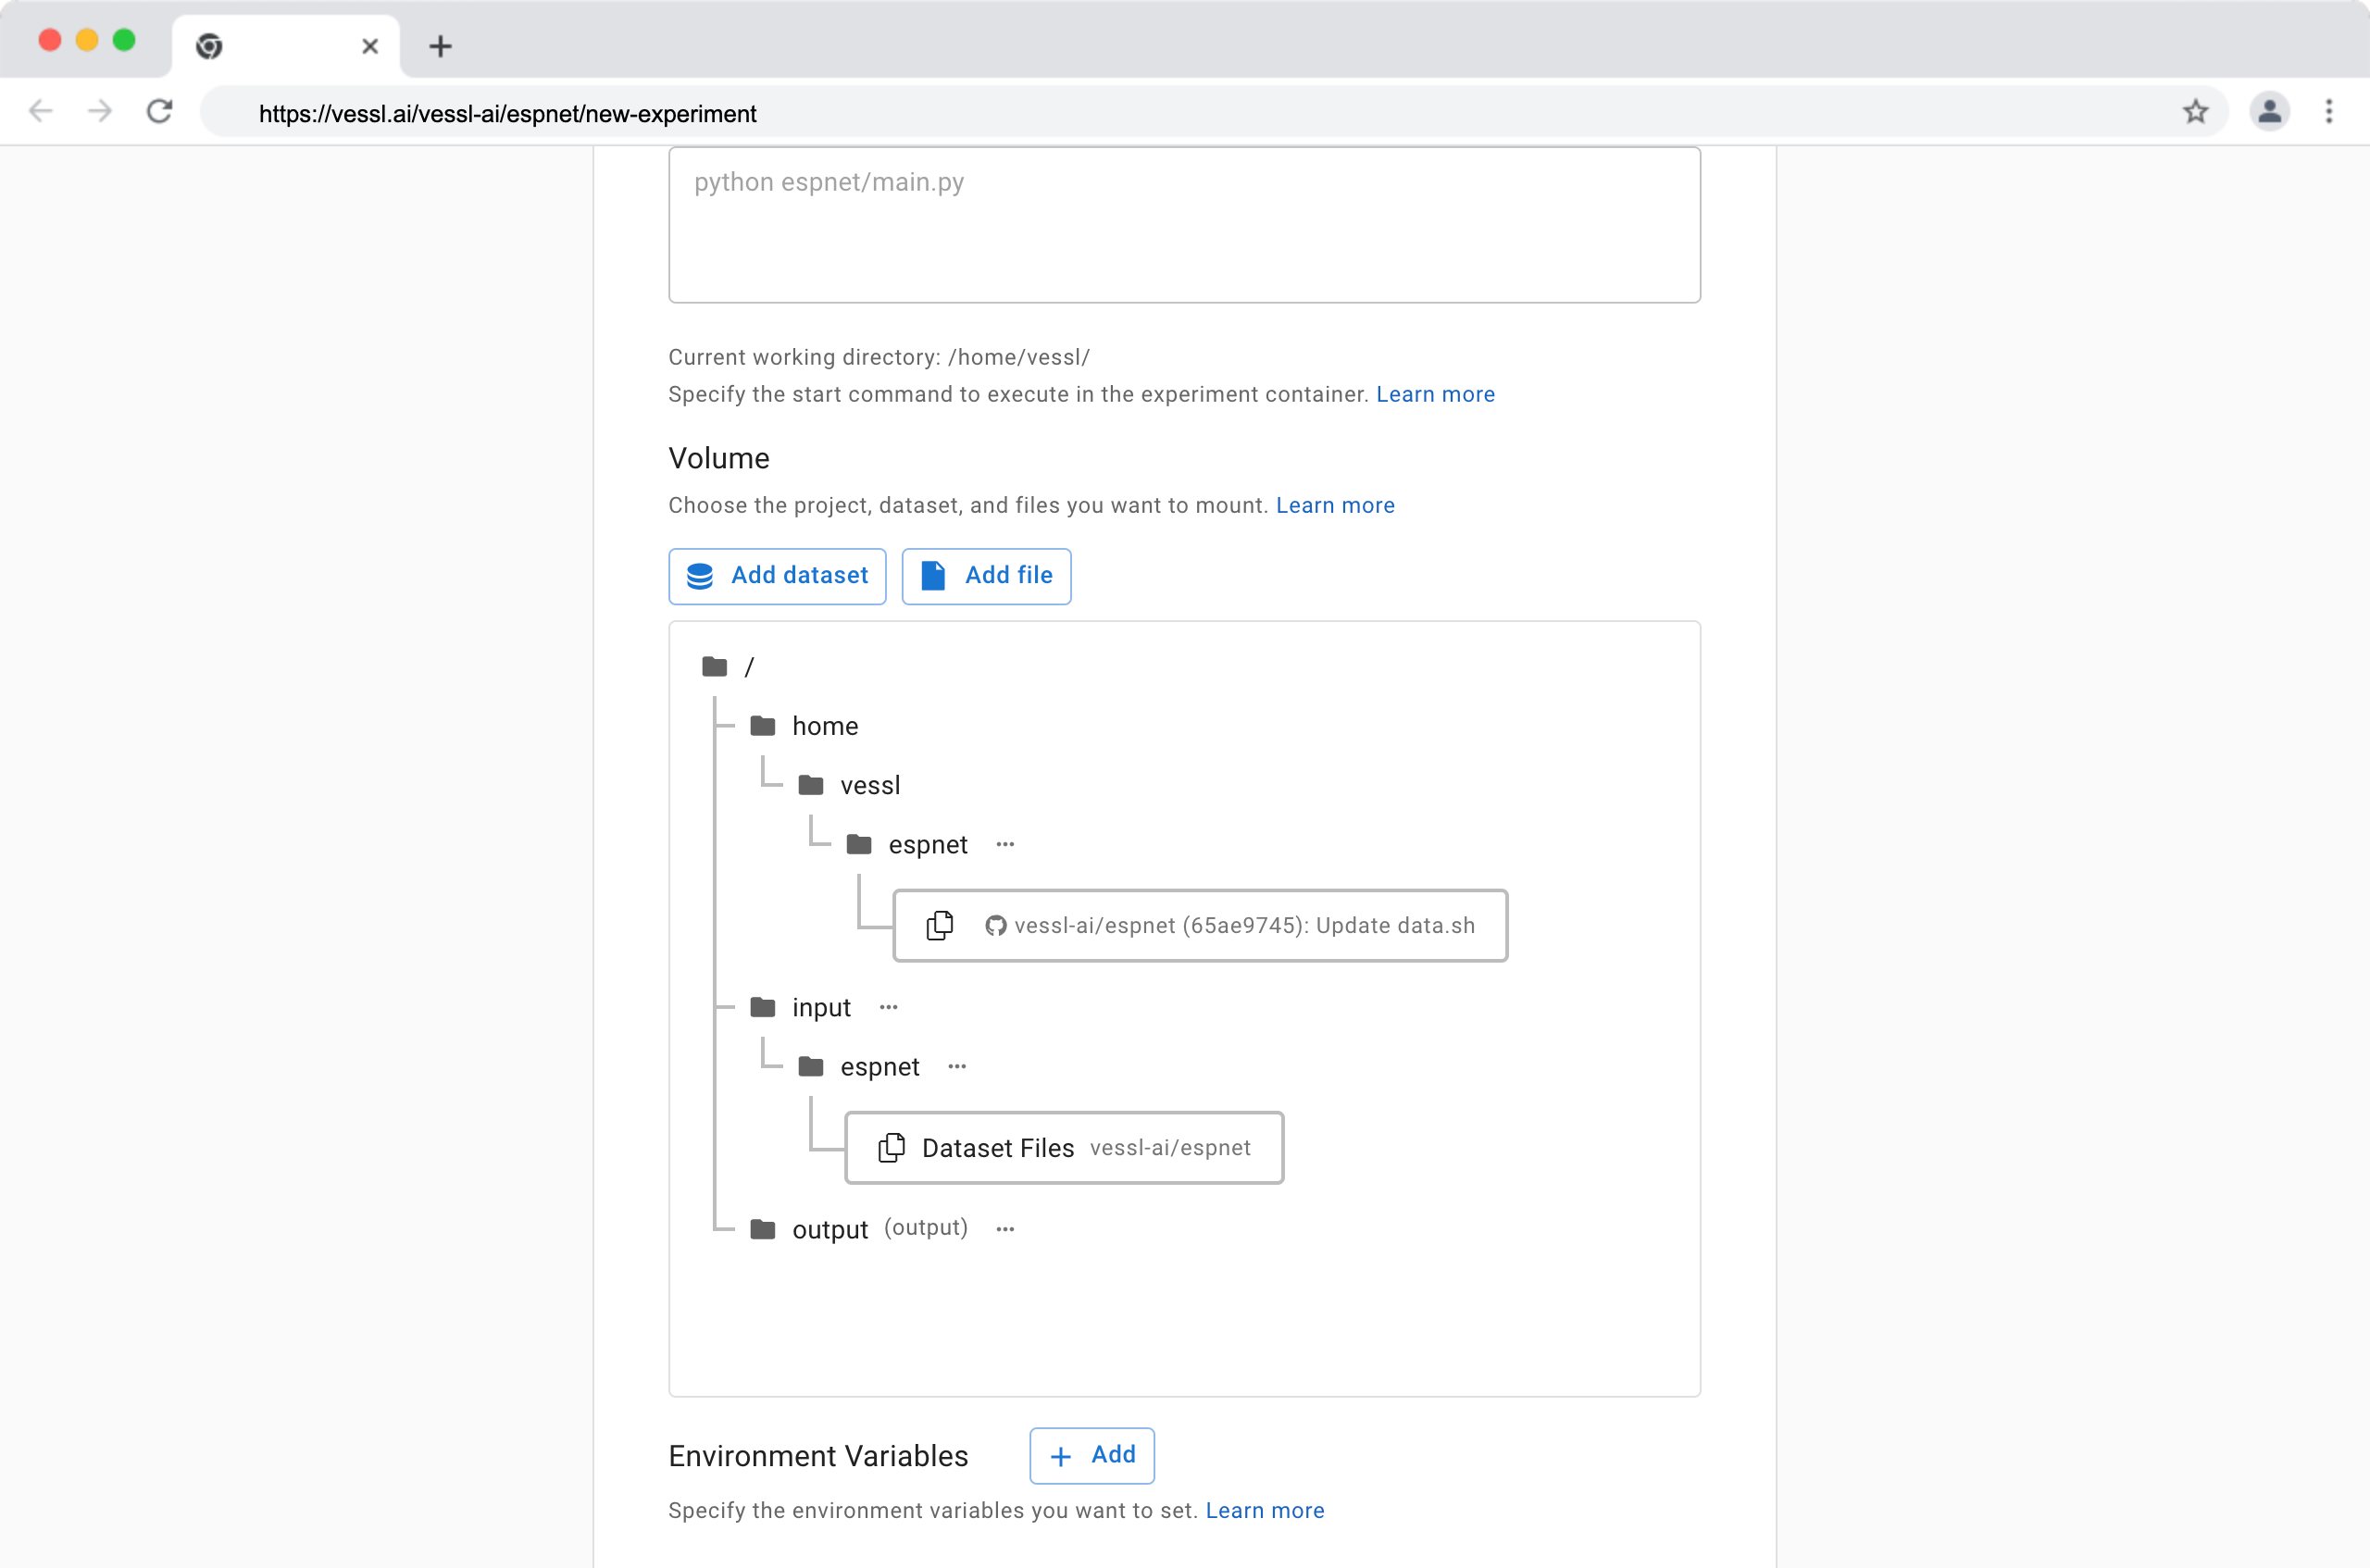 https://vessl.ai/vessl-ai/espnet/new-experiment
python espnet/main.py
Current working directory: /home/vessl/
Specify the start command to execute in the experiment container. Learn more
Volume
Choose the project, dataset, and files you want to mount. Learn more
Add dataset Add file
/
home
vessl
espnet ···
vessl-ai/espnet (65ae9745): Update data.sh
input ···
espnet ···
Dataset Files vessl-ai/espnet
output (output) ···
Environment Variables + Add
Specify the environment variables you want to set. Learn more